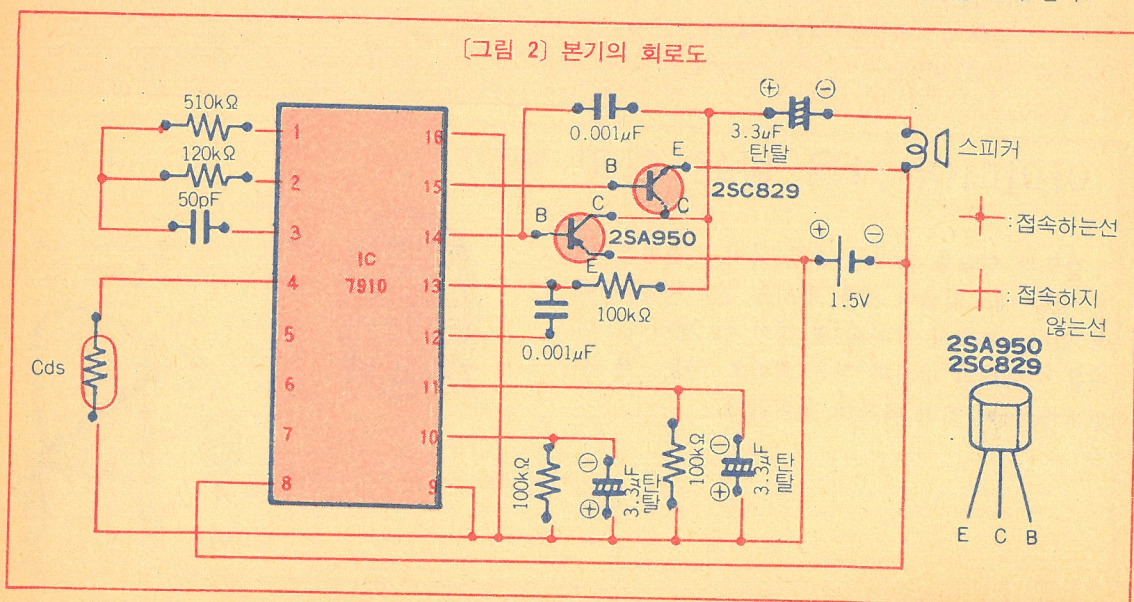 〔그림 2〕 본기의 회로도
510kΩ
120kΩ
50pF
1
2
3
4
5
6
7
8
IC
7910
16
15
14
13
12
11
10
9
Cds
0.001μF
⊕ ⊖
3.3uF
탄탈
스피커
B
E
C
2SC829
B
C
E
2SA950
100kΩ
0.001μF
⊕ ⊖
1.5V
100kΩ
⊖
⊕
3.3μF
탄탈
100kΩ
⊖
⊕
3.3μF
탄탈
:접속하는선
:접속하지
않는선
2SA950
2SC829
E C B